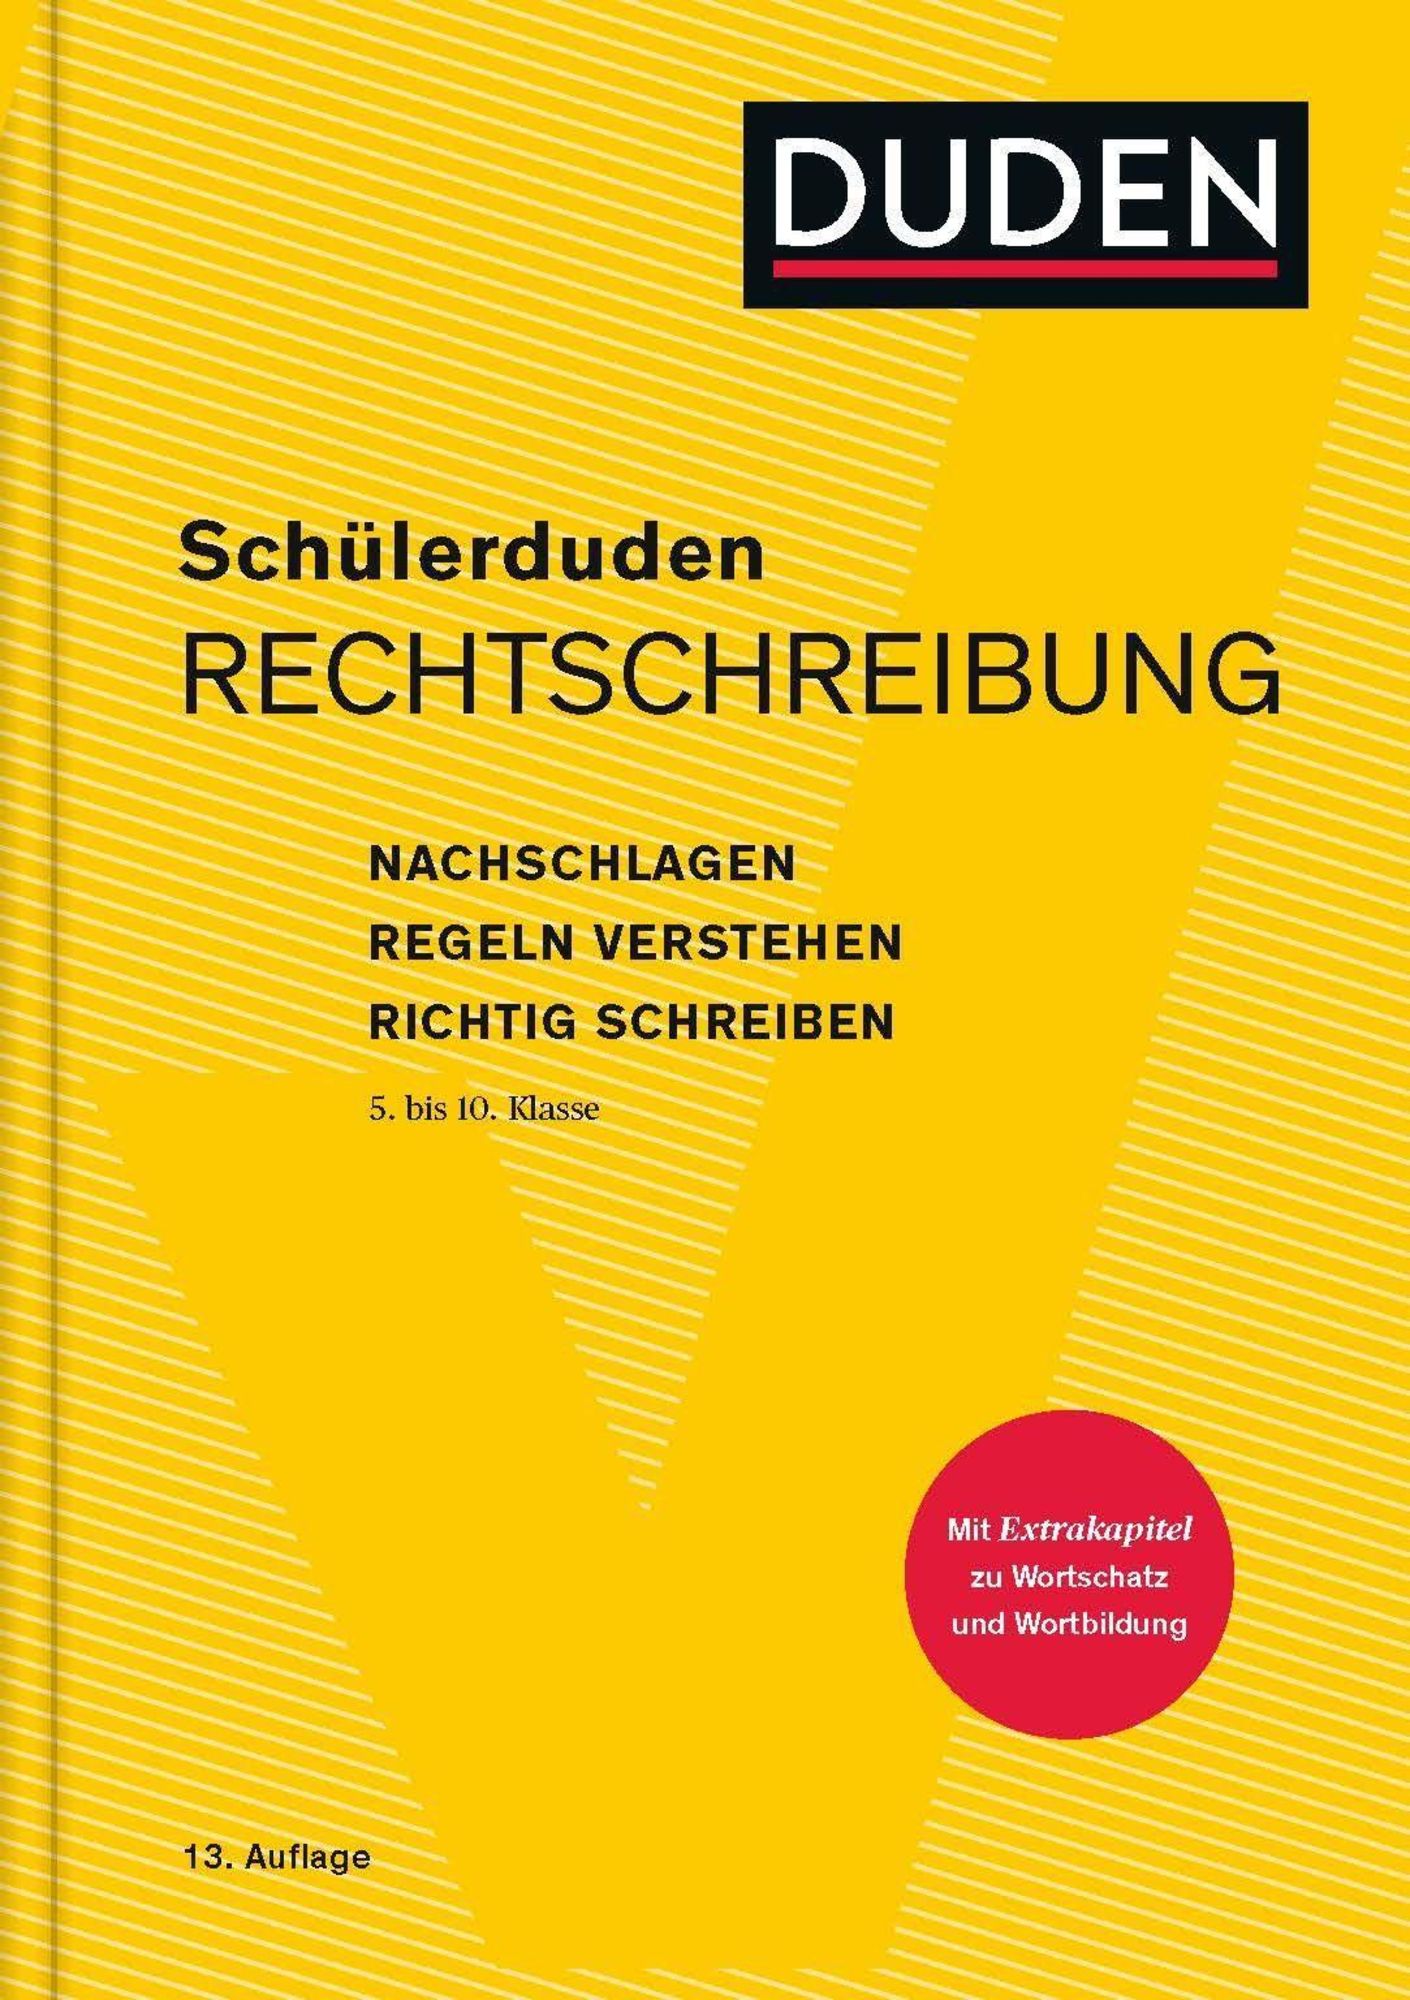 DUDEN
Schülerduden
RECHTSCHREIBUNG
NACHSCHLAGEN
REGELN VERSTEHEN
RICHTIG SCHREIBEN
5. bis 10. Klasse
Mit Extrakapitel
zu Wortschatz
und Wortbildung
13. Auflage